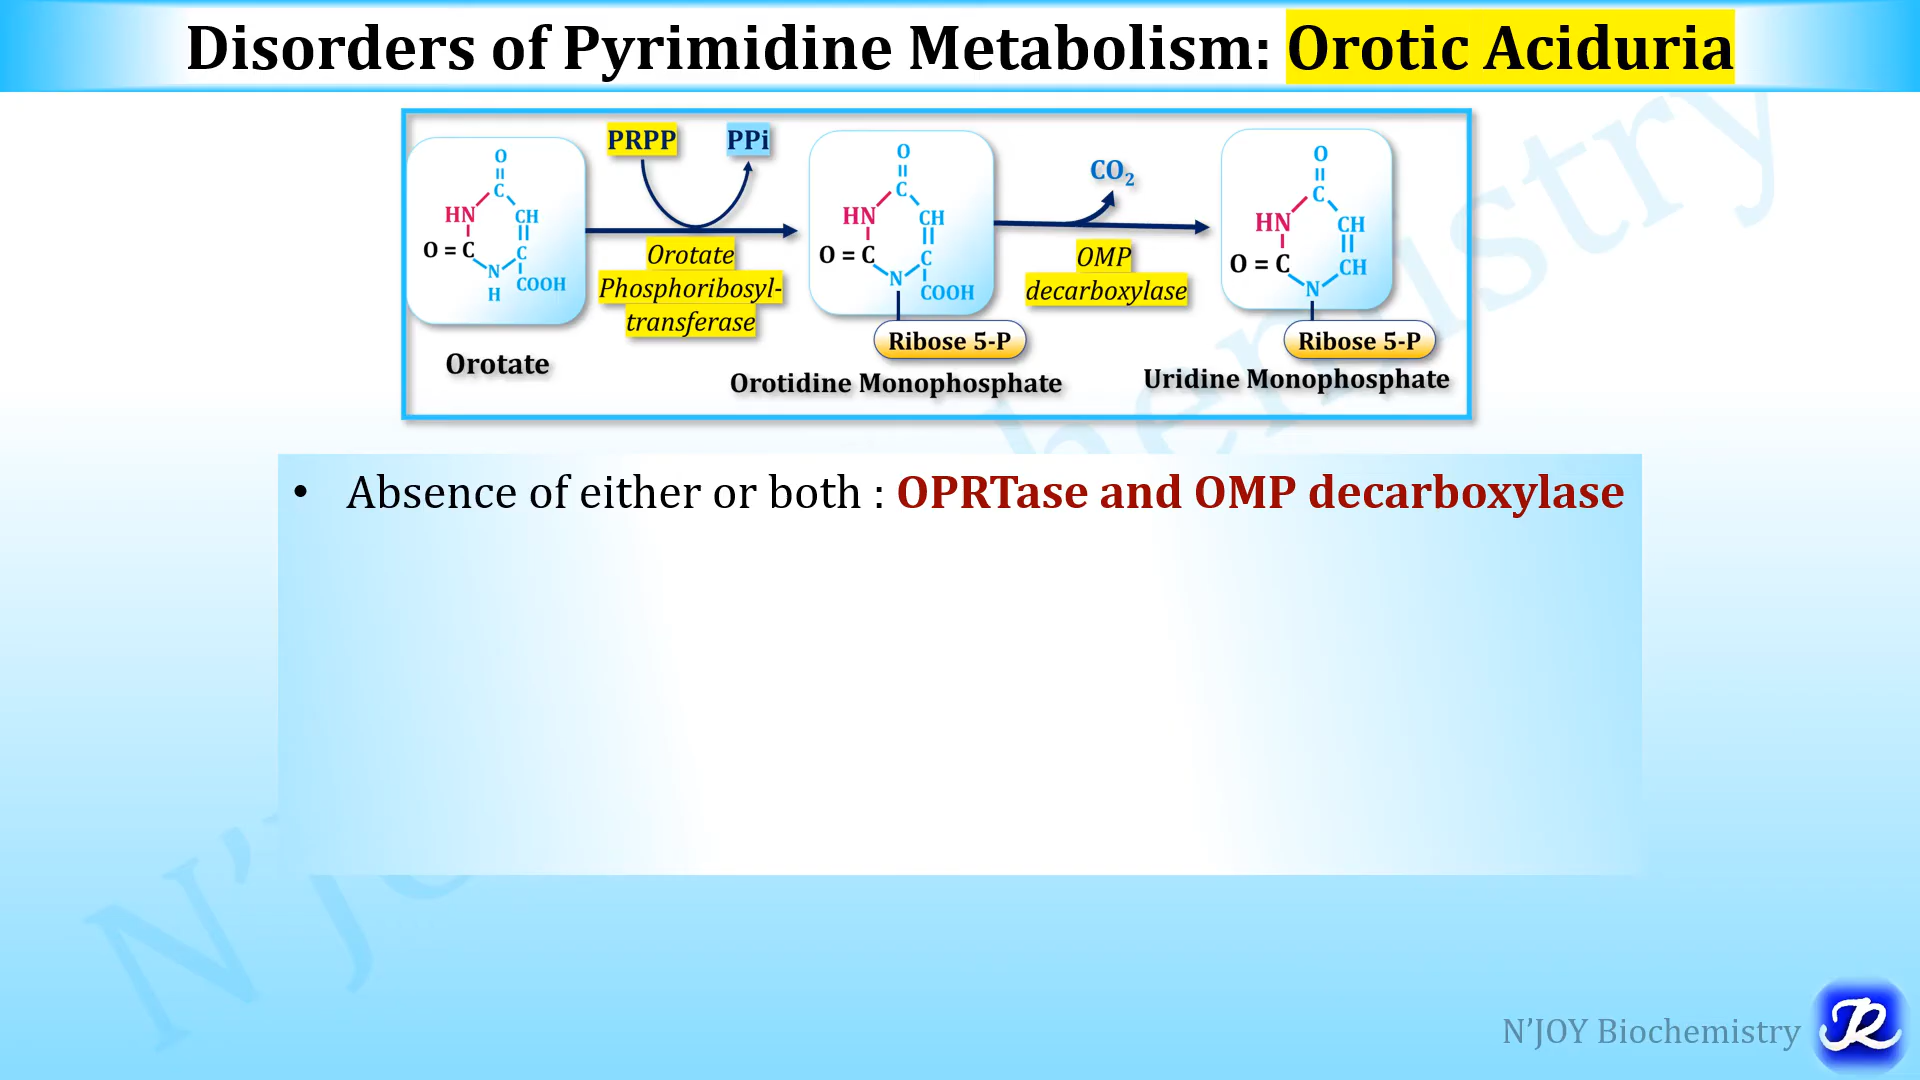 Disorders of Pyrimidine Metabolism: Orotic Aciduria
PRPP
PPi
O
C
HN
CH
O = C
C
N
H
COOH
Orotate
Orotate
Phosphoribosyl-
transferase
O
C
HN
CH
O = C
C
N
COOH
Ribose 5-P
Orotidine Monophosphate
CO₂
OMP
decarboxylase
O
C
HN
CH
O = C
CH
N
Ribose 5-P
Uridine Monophosphate
• Absence of either or both : OPRTase and OMP decarboxylase
N'JOY Biochemistry